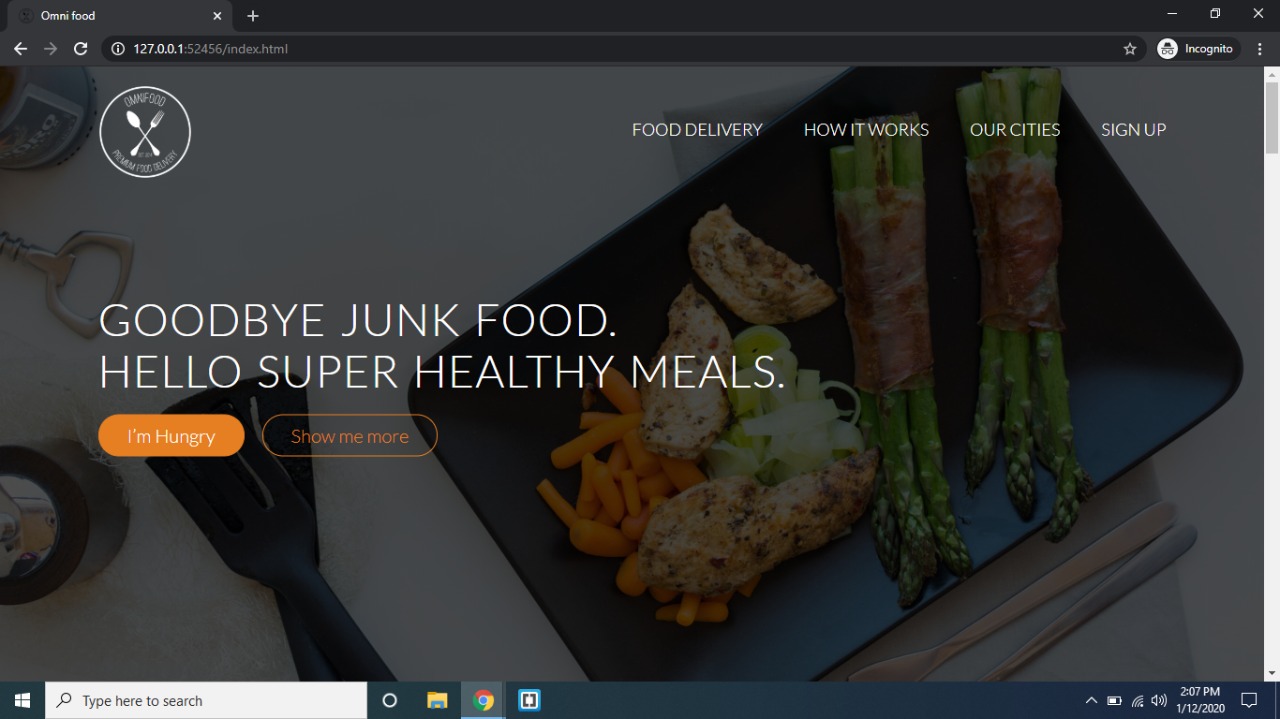 Omni food
127.0.0.1:52456/index.html
Incognito
OMNIFOOD
PREMIUM FOOD DELIVERY
FOOD DELIVERY
HOW IT WORKS
OUR CITIES
SIGN UP
GOODBYE JUNK FOOD.
HELLO SUPER HEALTHY MEALS.
I'm Hungry
Show me more
Type here to search
2:07 PM
1/12/2020